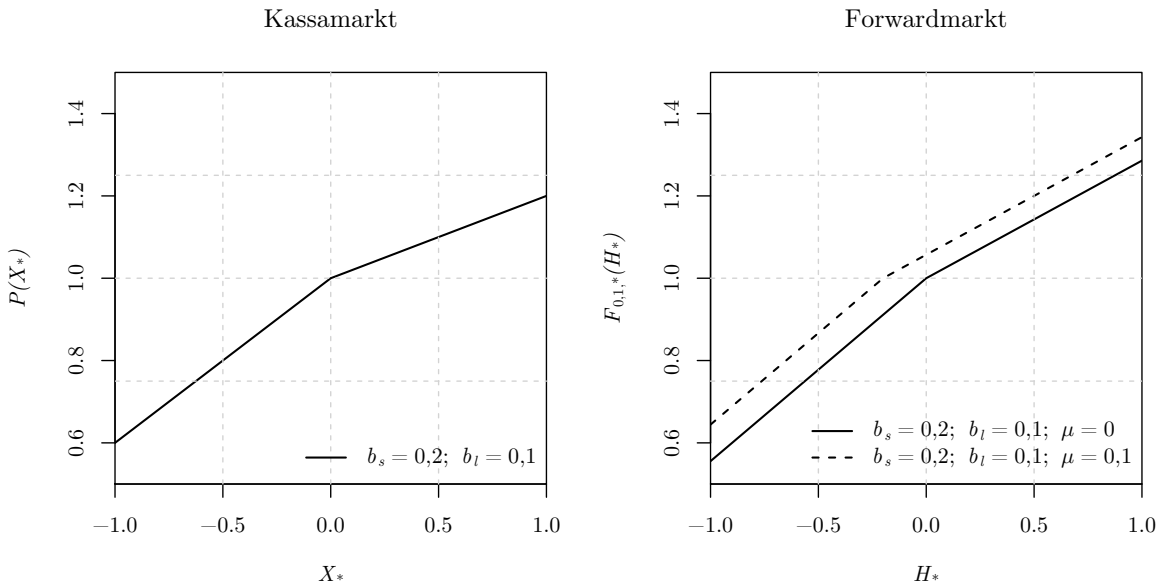 Kassamarkt
P(X*)
1.4
1.2
1.0
0.8
0.6
b_s = 0,2; b_l = 0,1
−1.0 −0.5 0.0 0.5 1.0
X*
Forwardmarkt
F_{0,1,*}(H*)
1.4
1.2
1.0
0.8
0.6
b_s = 0,2; b_l = 0,1; μ = 0
b_s = 0,2; b_l = 0,1; μ = 0,1
−1.0 −0.5 0.0 0.5 1.0
H*